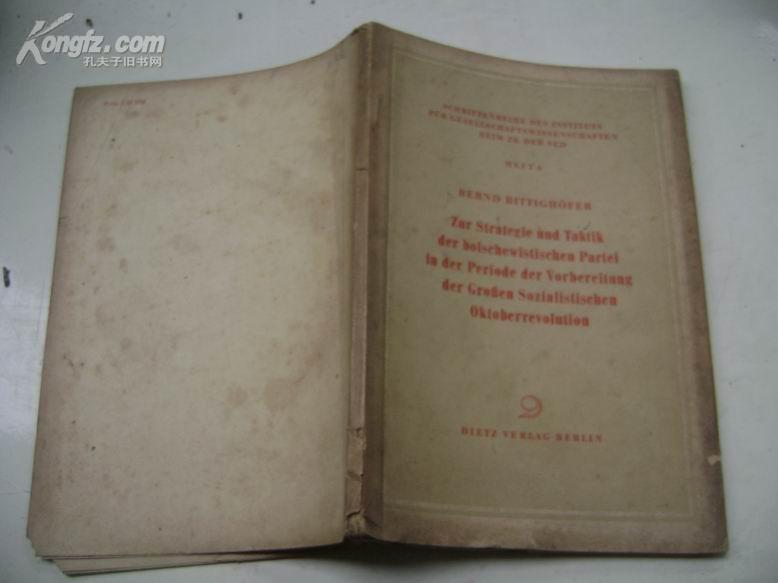 Kongfz.com
孔夫子旧书网
SCHRIFTENREIHE DES INSTITUTS
FÜR GESELLSCHAFTSWISSENSCHAFTEN
BEIM ZK DER SED
HEFT
BERND BITTIGHÖFER
Zur Strategie und Taktik
der bolschewistischen Partei
in der Periode der Vorbereitung
der Großen Sozialistischen
Oktoberrevolution
DIETZ VERLAG BERLIN